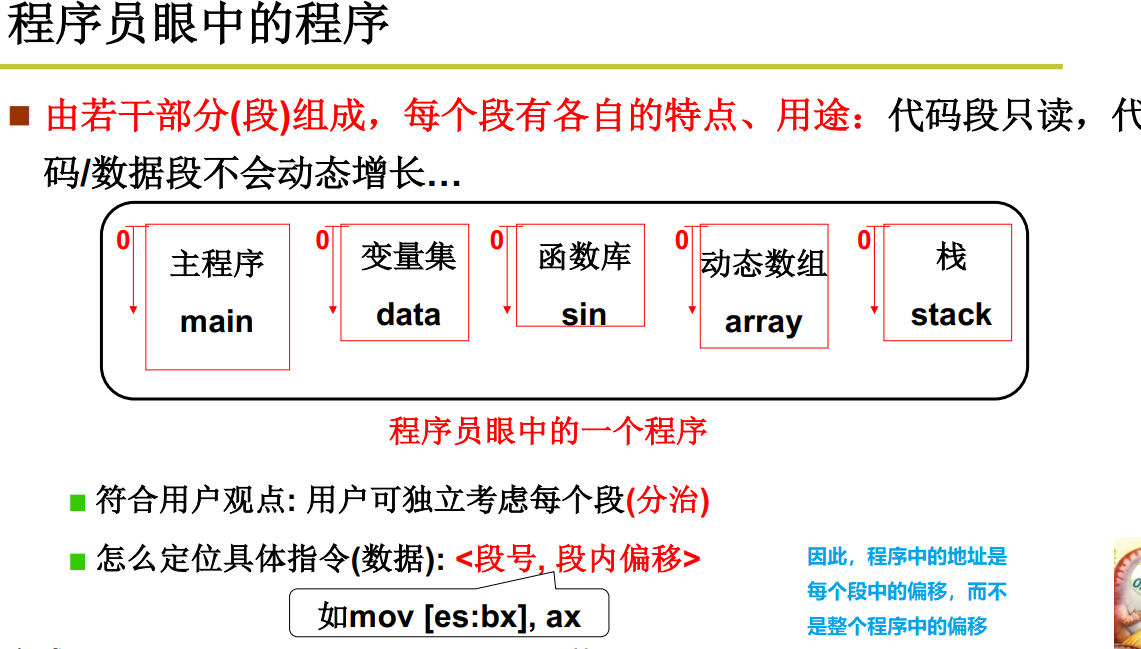 程序员眼中的程序
由若干部分(段)组成，每个段有各自的特点、用途：代码段只读，代
码/数据段不会动态增长…
0 主程序 0 变量集 0 函数库 0 动态数组 0 栈
main data sin array stack
程序员眼中的一个程序
符合用户观点: 用户可独立考虑每个段(分治)
怎么定位具体指令(数据): <段号, 段内偏移>
如mov [es:bx], ax
因此，程序中的地址是
每个段中的偏移，而不
是整个程序中的偏移